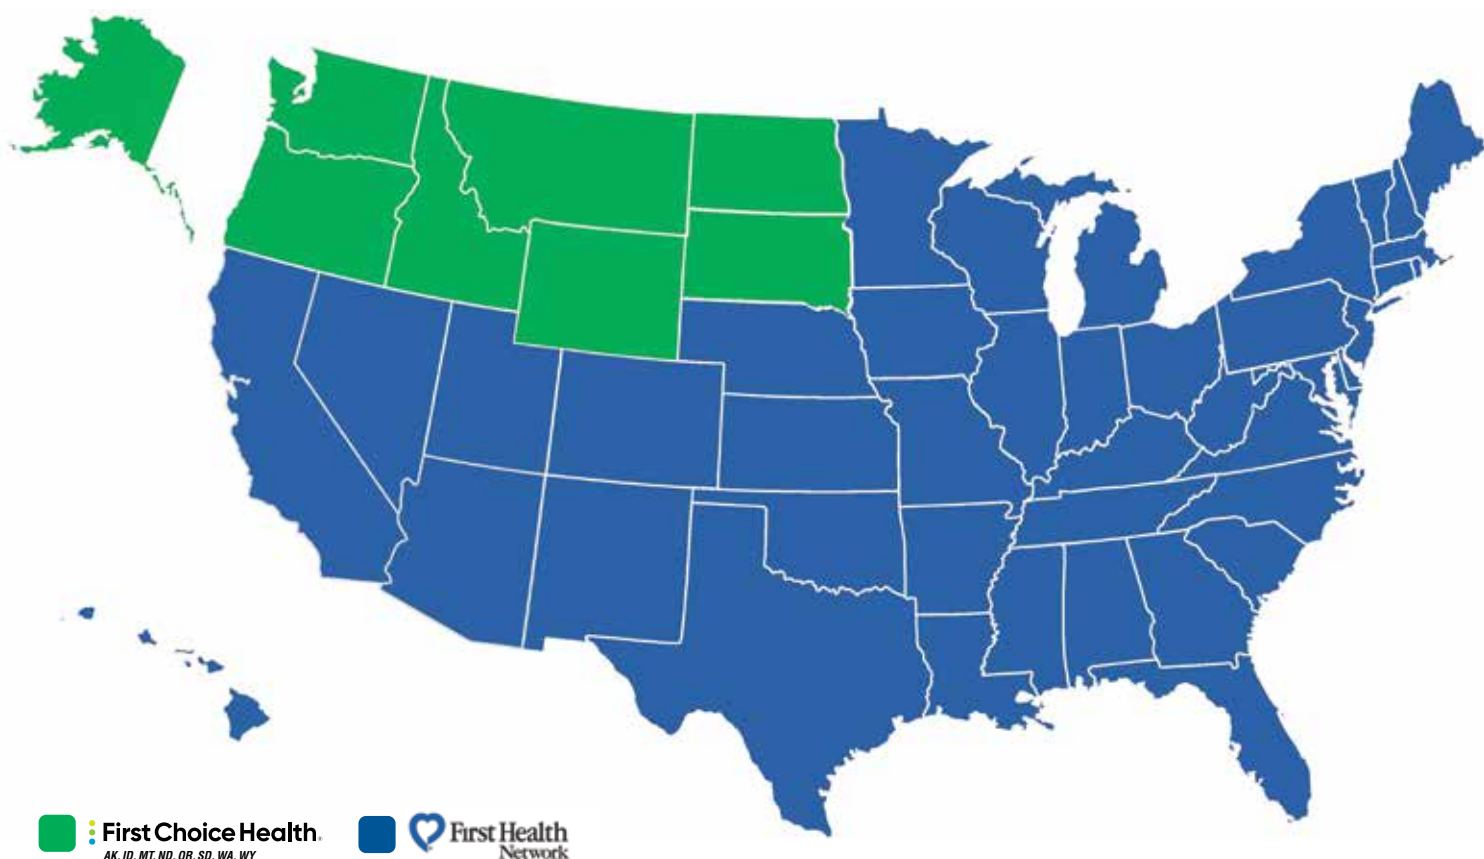 First Choice Health®
AK, ID, MT, ND, OR, SD, WA, WY
First Health
Network